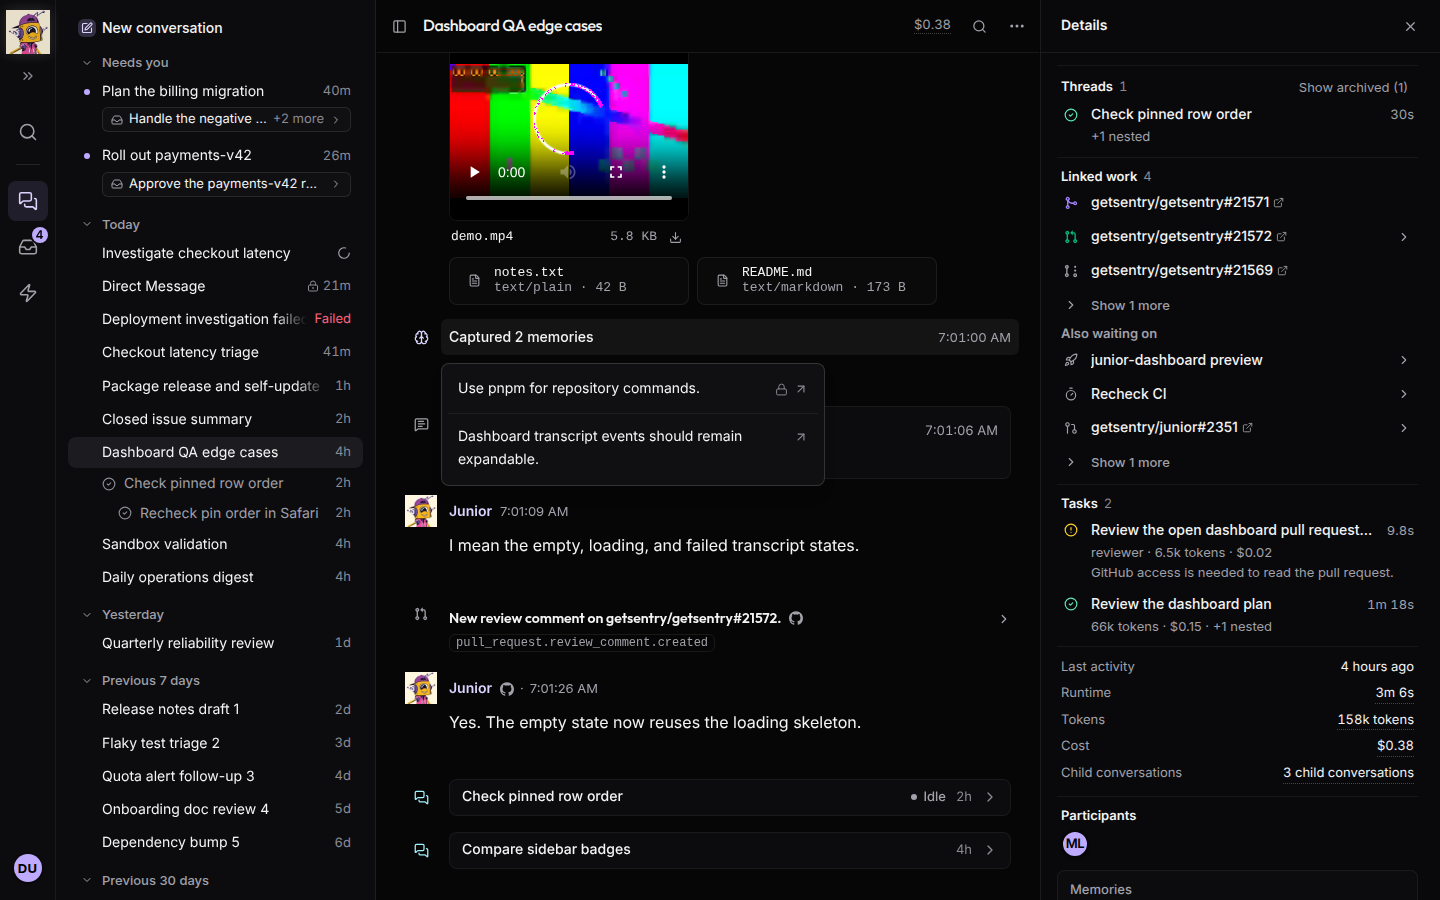 New conversation
Needs you
Plan the billing migration 40m
Handle the negative ... +2 more
Roll out payments-v42 26m
Approve the payments-v42 r...
Today
Investigate checkout latency
Direct Message 21m
Deployment investigation failed Failed
Checkout latency triage 41m
Package release and self-update 1h
Closed issue summary 2h
Dashboard QA edge cases 4h
Check pinned row order 2h
Recheck pin order in Safari 2h
Sandbox validation 4h
Daily operations digest 4h
Yesterday
Quarterly reliability review 1d
Previous 7 days
Release notes draft 1 2d
Flaky test triage 2 3d
Quota alert follow-up 3 4d
Onboarding doc review 4 5d
Dependency bump 5 6d
Previous 30 days
4
DU
Dashboard QA edge cases $0.38
0:00
demo.mp4 5.8 KB
notes.txt
text/plain · 42 B
README.md
text/markdown · 173 B
Captured 2 memories 7:01:00 AM
Use pnpm for repository commands.
Dashboard transcript events should remain
expandable.
7:01:06 AM
Junior 7:01:09 AM
I mean the empty, loading, and failed transcript states.
New review comment on getsentry/getsentry#21572.
pull_request.review_comment.created
Junior · 7:01:26 AM
Yes. The empty state now reuses the loading skeleton.
Check pinned row order Idle 2h
Compare sidebar badges 4h
Details
Threads 1 Show archived (1)
Check pinned row order 30s
+1 nested
Linked work 4
getsentry/getsentry#21571
getsentry/getsentry#21572
getsentry/getsentry#21569
Show 1 more
Also waiting on
junior-dashboard preview
Recheck CI
getsentry/junior#2351
Show 1 more
Tasks 2
Review the open dashboard pull request... 9.8s
reviewer · 6.5k tokens · $0.02
GitHub access is needed to read the pull request.
Review the dashboard plan 1m 18s
66k tokens · $0.15 · +1 nested
Last activity 4 hours ago
Runtime 3m 6s
Tokens 158k tokens
Cost $0.38
Child conversations 3 child conversations
Participants
ML
Memories